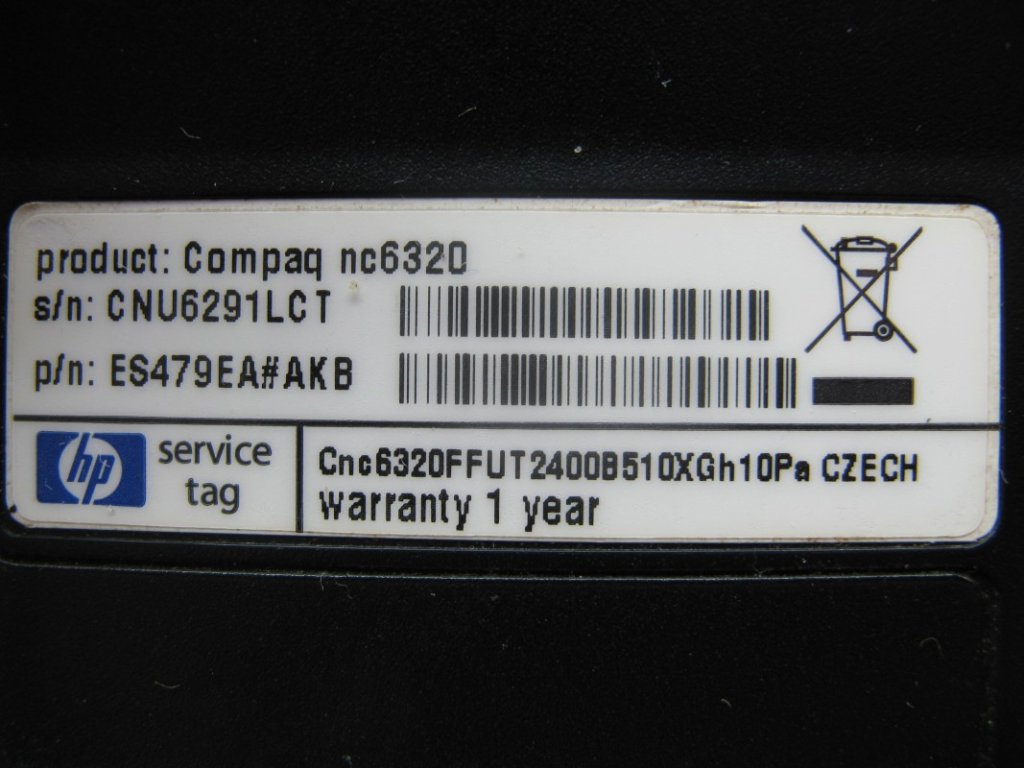 product: Compaq nc6320
s/n: CNU6291LCT
p/n: ES479EA#AKB
hp
service
tag
Cnc6320FFUT2400B510XGh10Pa CZECH
warranty 1 year